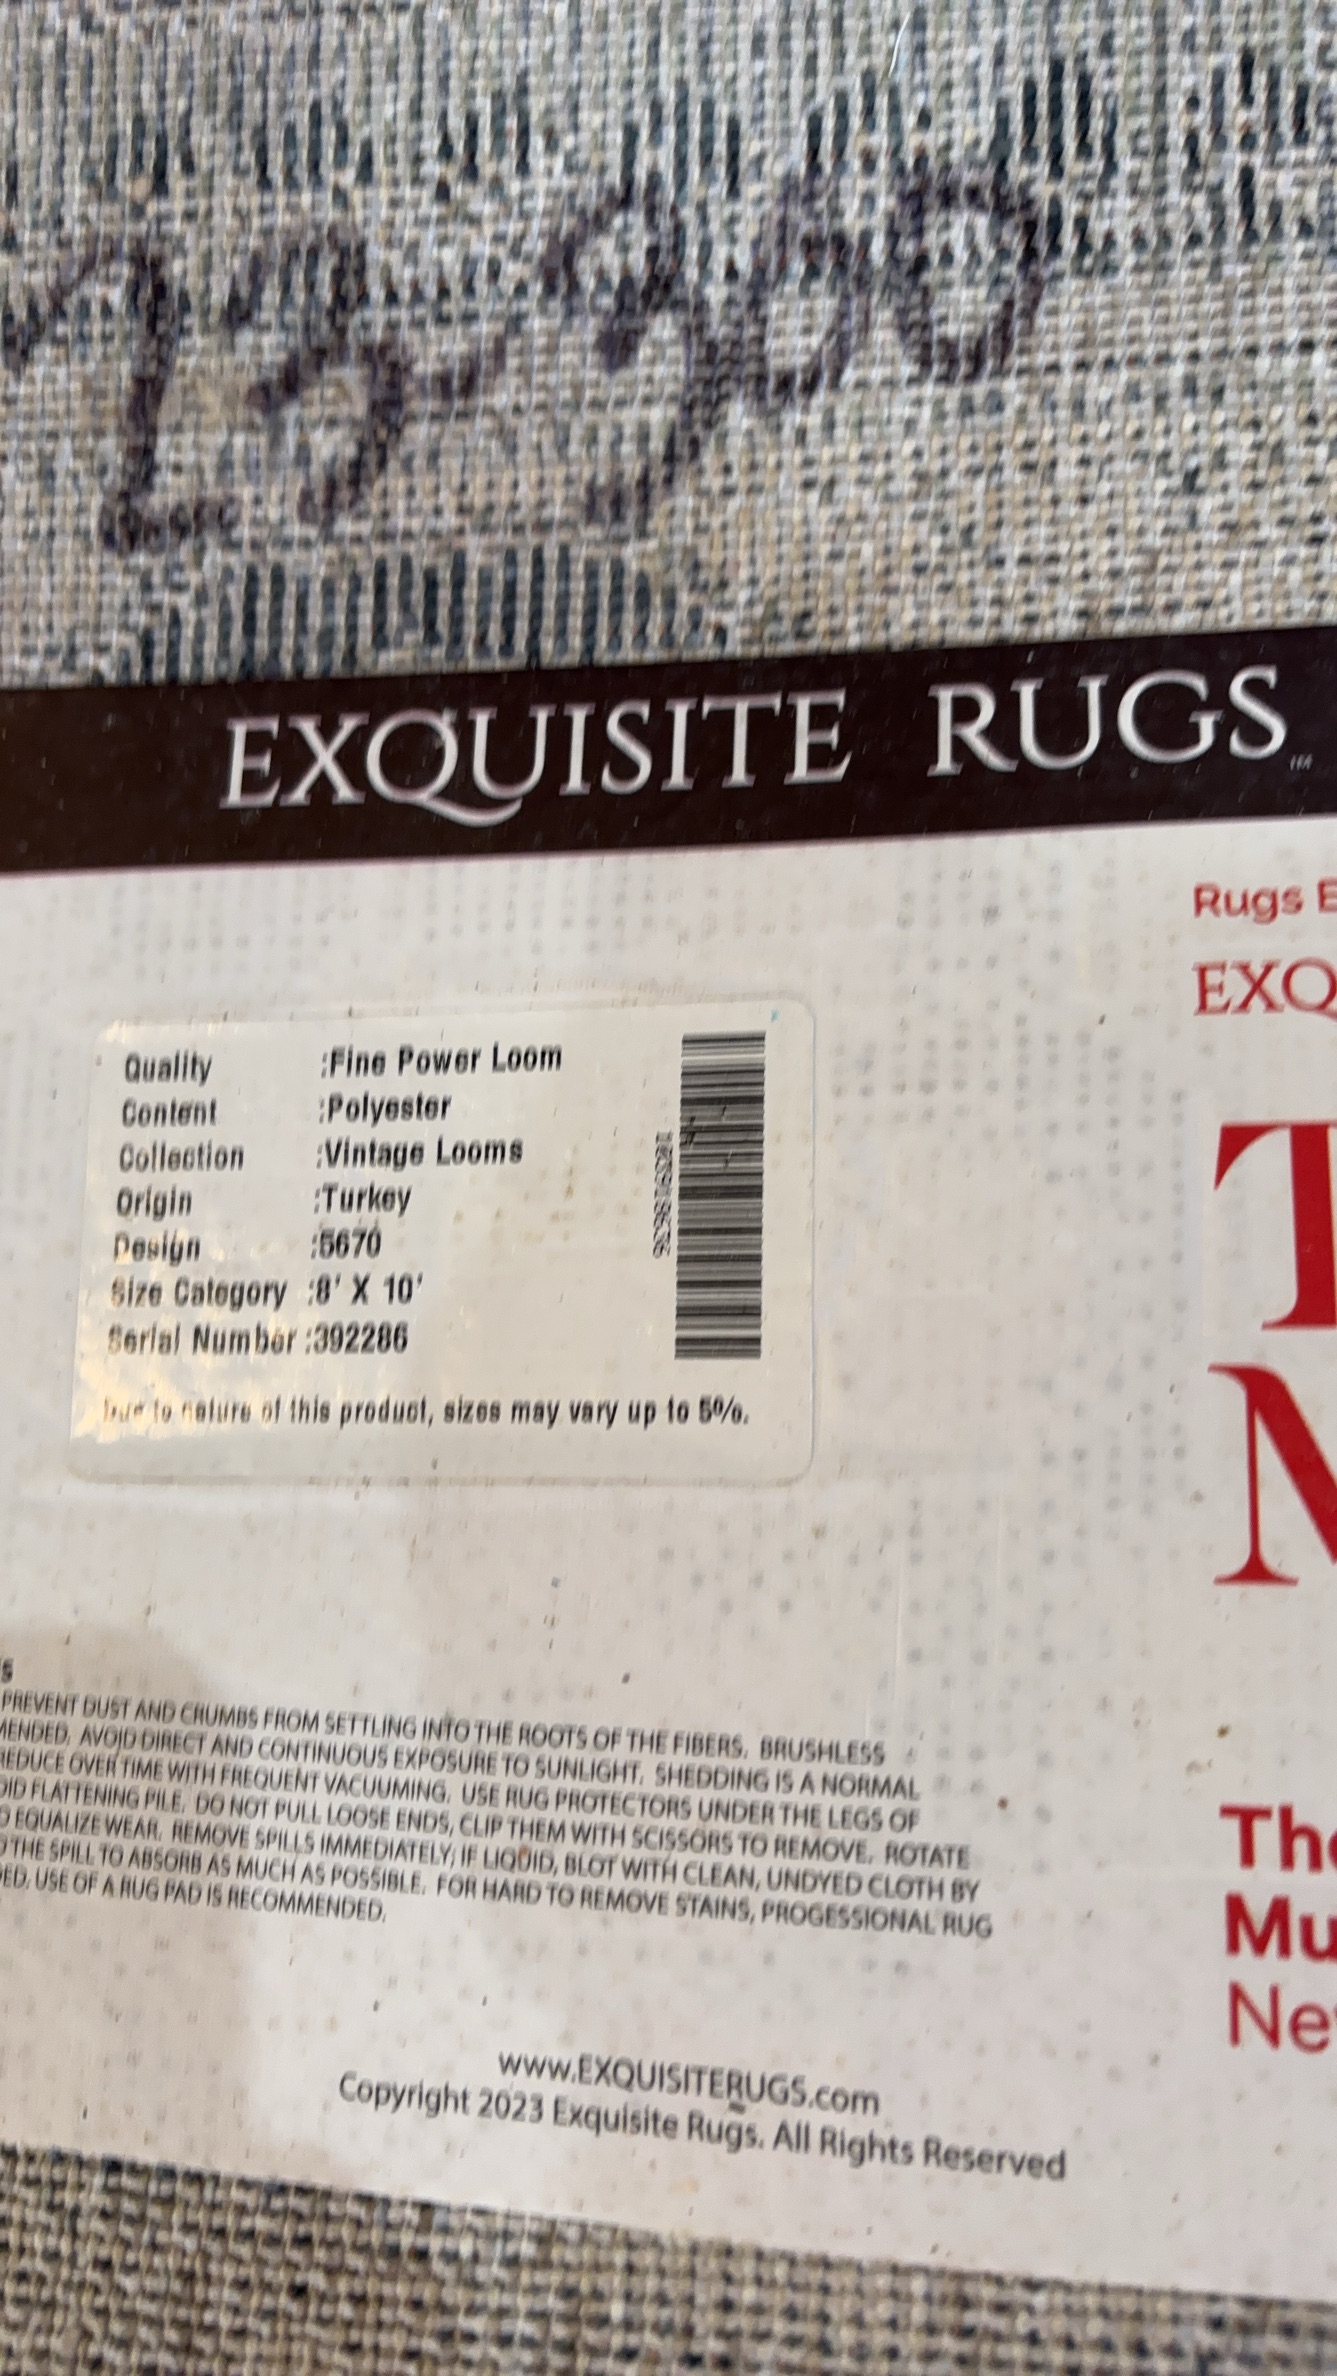 EXQUISITE RUGS™
Quality :Fine Power Loom
Content :Polyester
Collection :Vintage Looms
Origin :Turkey
Design :5670
Size Category :8' X 10'
Serial Number :392286
Due to nature of this product, sizes may vary up to 5%.
Rugs E
EXQ
T
The
Mu
PREVENT DUST AND CRUMBS FROM SETTLING INTO THE ROOTS OF THE FIBERS. BRUSHLESS
MENDED. AVOID DIRECT AND CONTINUOUS EXPOSURE TO SUNLIGHT. SHEDDING IS A NORMAL
REDUCE OVER TIME WITH FREQUENT VACUUMING. USE RUG PROTECTORS UNDER THE LEGS OF
OID FLATTENING PILE. DO NOT PULL LOOSE ENDS, CLIP THEM WITH SCISSORS TO REMOVE. ROTATE
O EQUALIZE WEAR. REMOVE SPILLS IMMEDIATELY; IF LIQUID, BLOT WITH CLEAN, UNDYED CLOTH BY
THE SPILL TO ABSORB AS MUCH AS POSSIBLE. FOR HARD TO REMOVE STAINS, PROGESSIONAL RUG
ED. USE OF A RUG PAD IS RECOMMENDED.
www.EXQUISITERUGS.com
Copyright 2023 Exquisite Rugs. All Rights Reserved